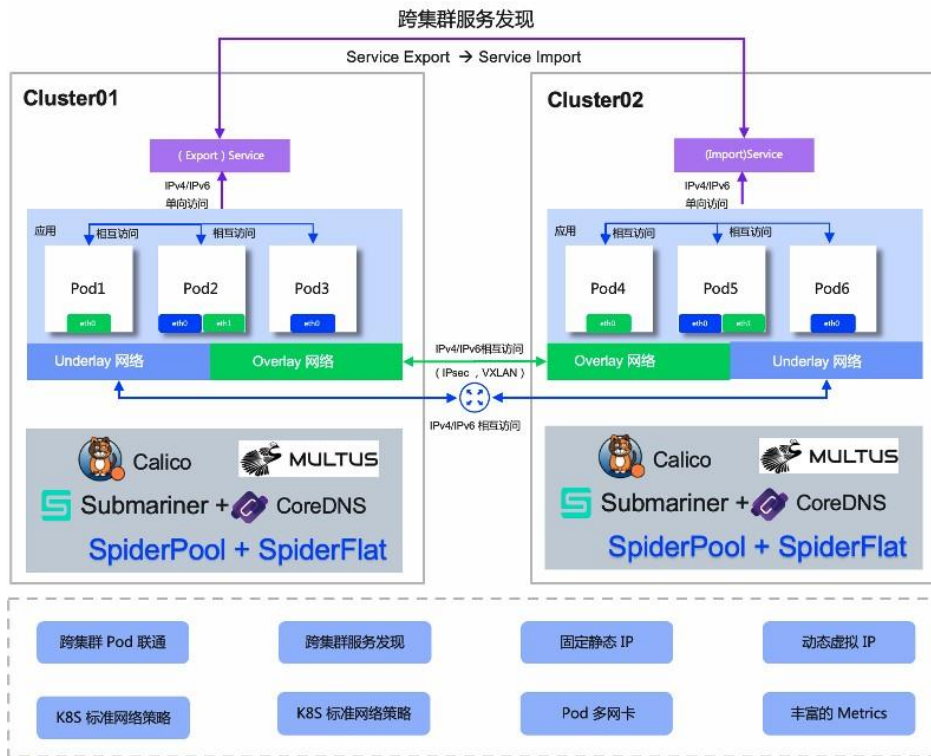 跨集群服务发现
Service Export → Service Import
Cluster01
( Export ) Service
IPv4/IPv6
单向访问
应用
相互访问
相互访问
Pod1
Pod2
Pod3
eth0
eth0
eth1
eth0
Underlay 网络
Overlay 网络
Calico
MULTUS
Submariner +
CoreDNS
SpiderPool + SpiderFlat
IPv4/IPv6相互访问
( IPsec , VXLAN )
IPv4/IPv6 相互访问
Cluster02
(Import)Service
IPv4/IPv6
单向访问
应用
相互访问
相互访问
Pod4
Pod5
Pod6
eth0
eth0
eth1
eth0
Overlay 网络
Underlay 网络
Calico
MULTUS
Submariner +
CoreDNS
SpiderPool + SpiderFlat
跨集群 Pod 联通
跨集群服务发现
固定静态 IP
动态虚拟 IP
K8S 标准网络策略
K8S 标准网络策略
Pod 多网卡
丰富的 Metrics